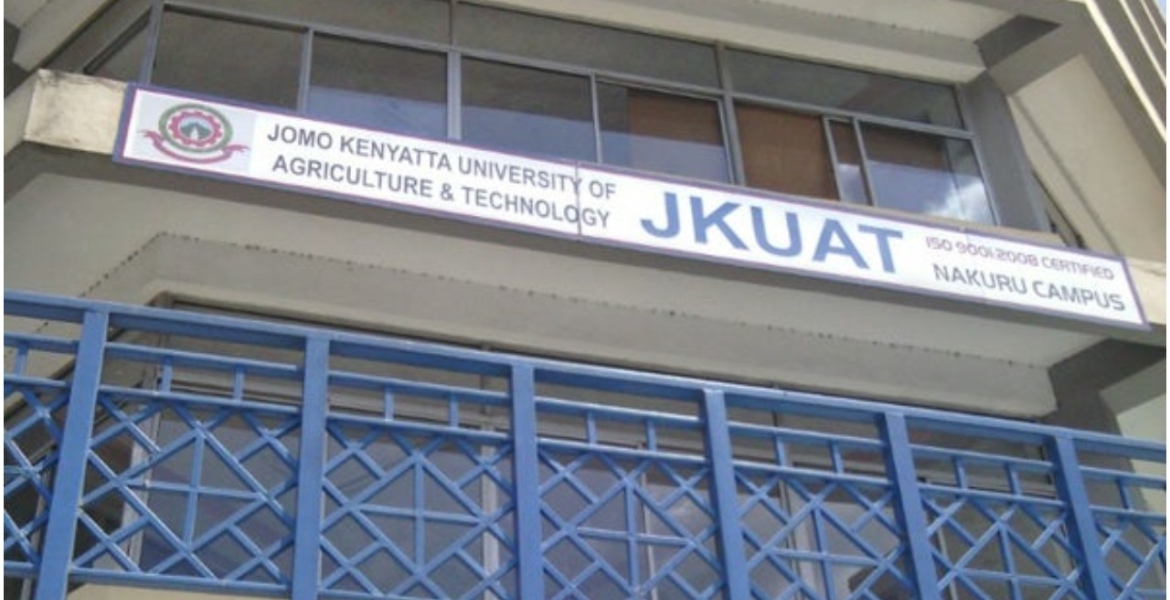 JOMO KENYATTA UNIVERSITY OF
AGRICULTURE & TECHNOLOGY
JKUAT
ISO 9001:2008 CERTIFIED
NAKURU CAMPUS